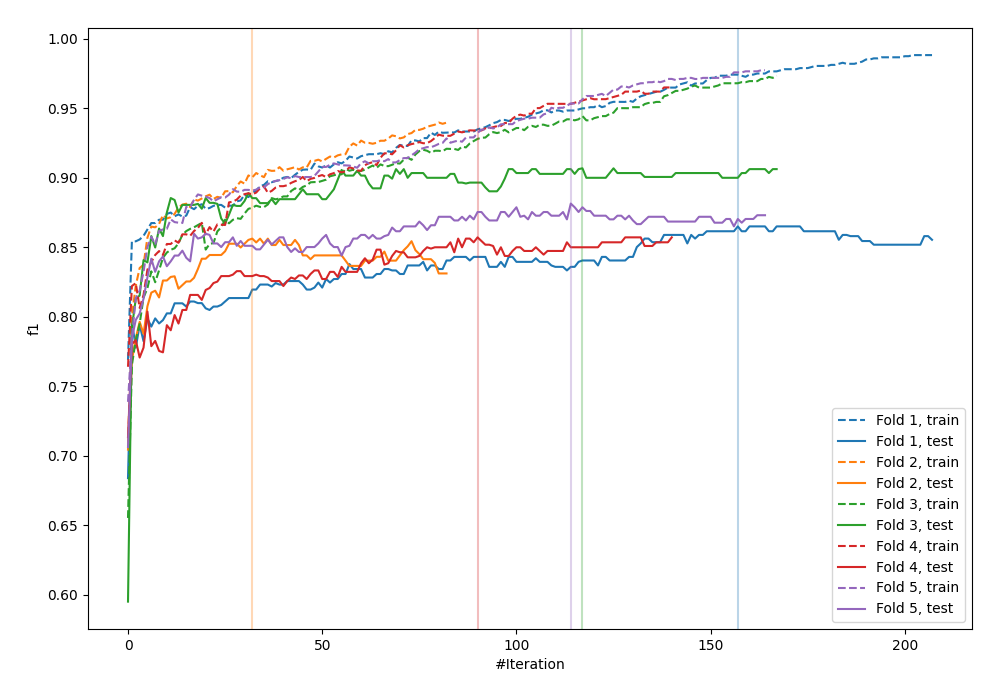 1.00
0.95
0.90
0.85
0.80
0.75
0.70
0.65
0.60
f1
0
50
100
150
200
#Iteration
Fold 1, train
Fold 1, test
Fold 2, train
Fold 2, test
Fold 3, train
Fold 3, test
Fold 4, train
Fold 4, test
Fold 5, train
Fold 5, test